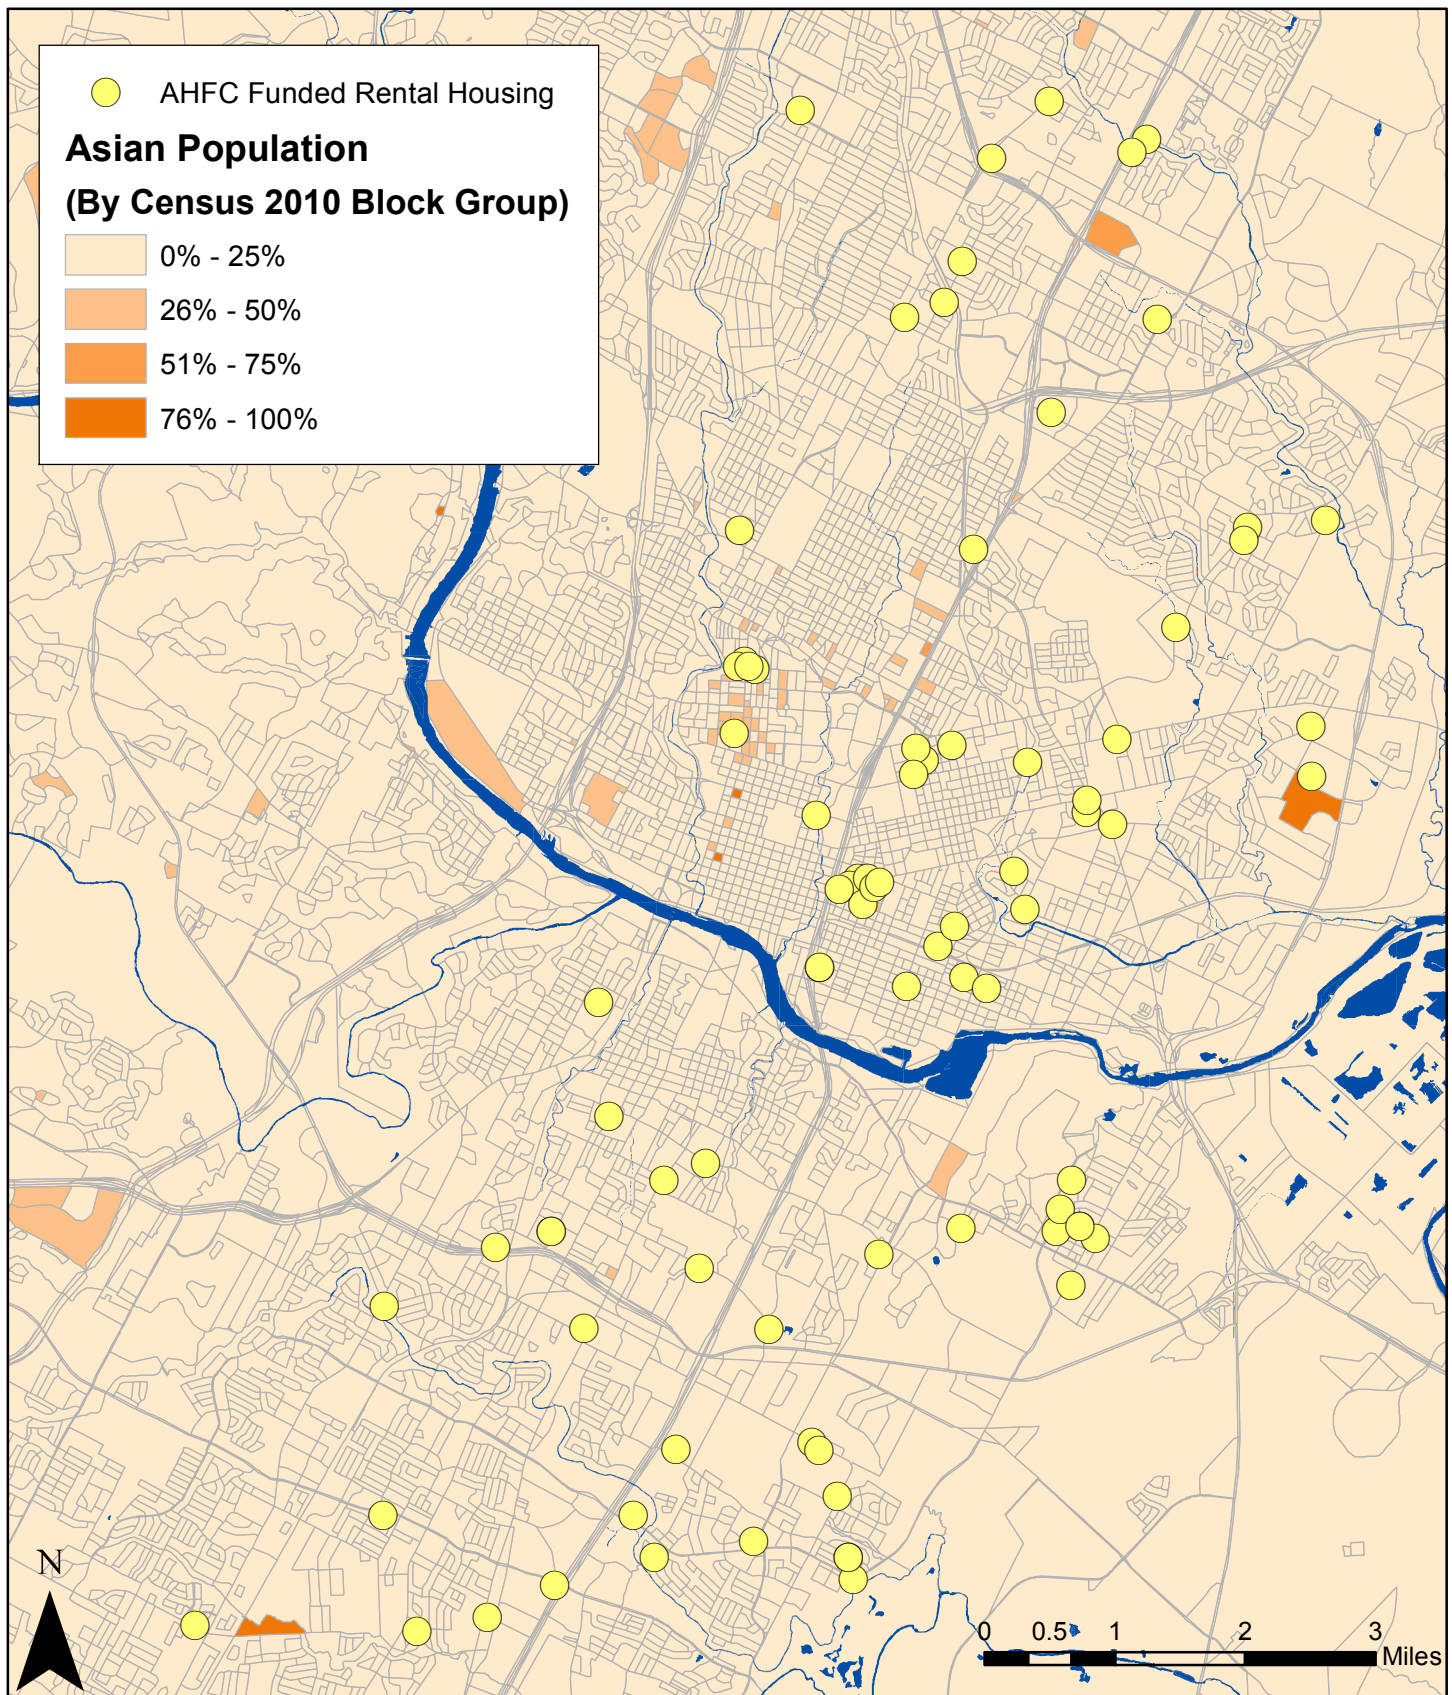 AHFC Funded Rental Housing
Asian Population
(By Census 2010 Block Group)
0% - 25%
26% - 50%
51% - 75%
76% - 100%
N
0 0.5 1 2 3
Miles